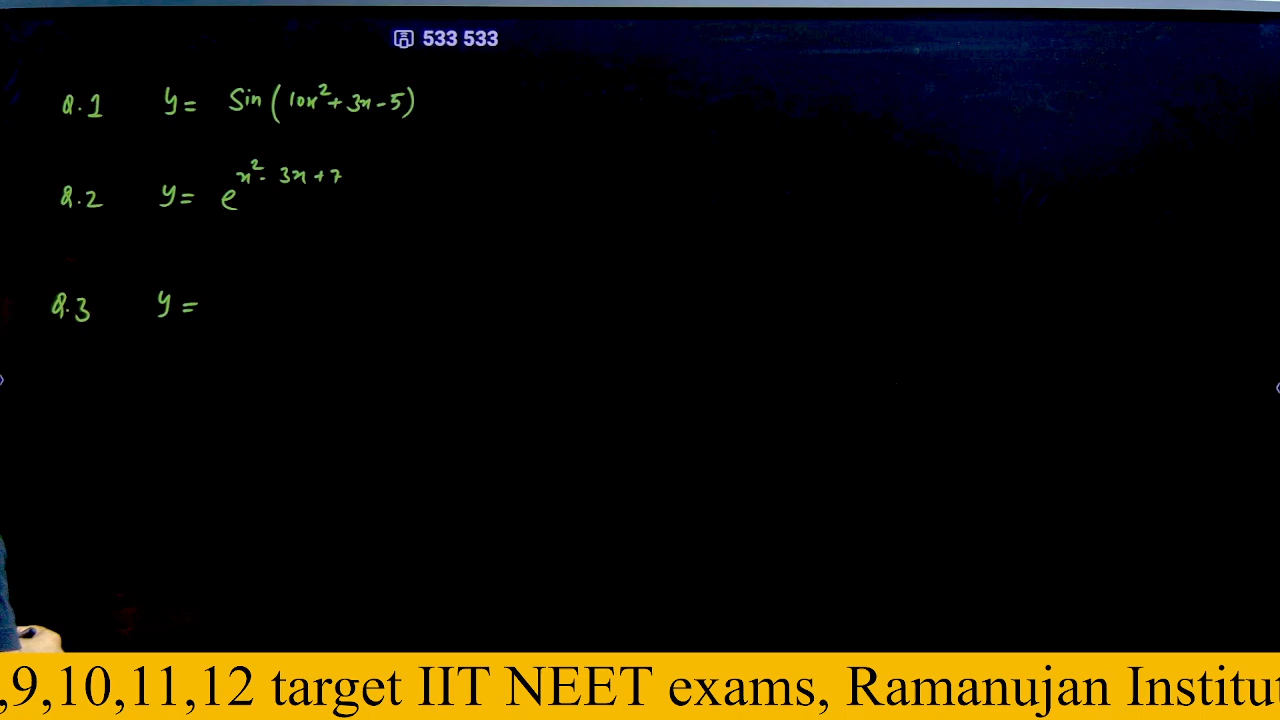 533 533
Q.1 y = Sin (10x²+3x-5)
Q.2 y = e^{x²-3x+7}
Q.3 y =
,9,10,11,12 target IIT NEET exams, Ramanujan Institu